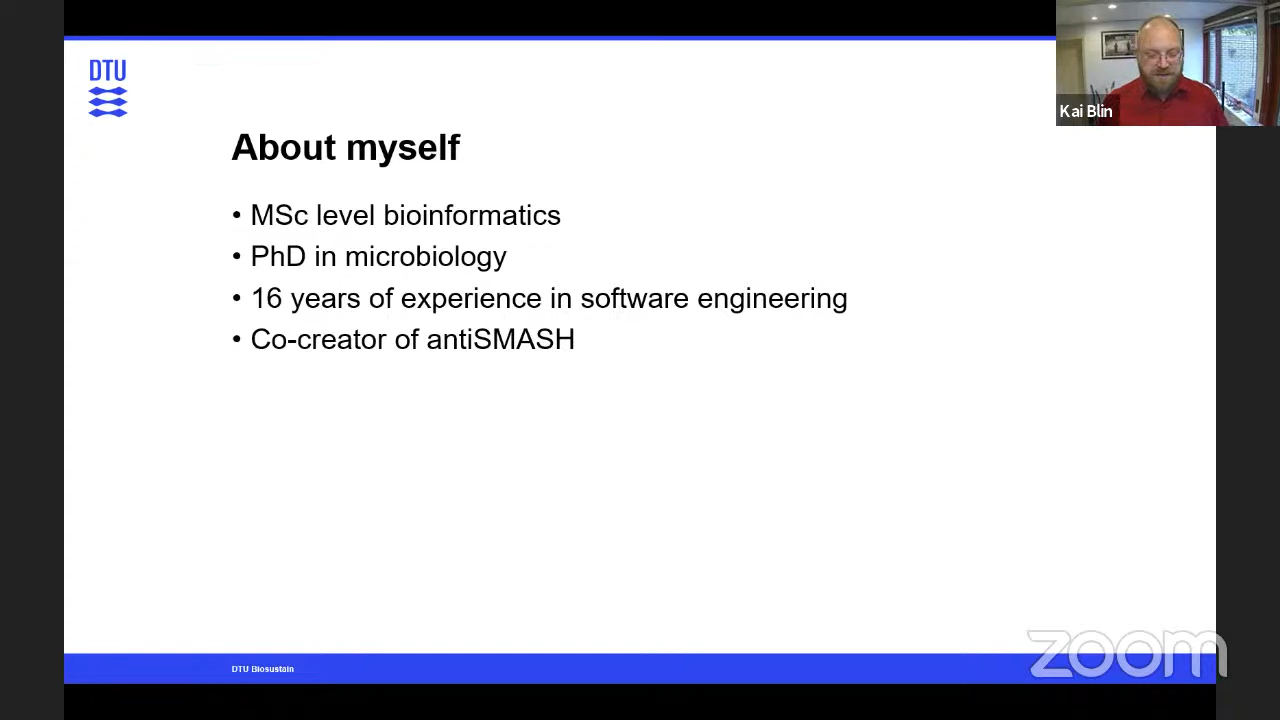 DTU
Kai Blin
About myself
• MSc level bioinformatics
• PhD in microbiology
• 16 years of experience in software engineering
• Co-creator of antiSMASH
DTU Biosustain
zoom